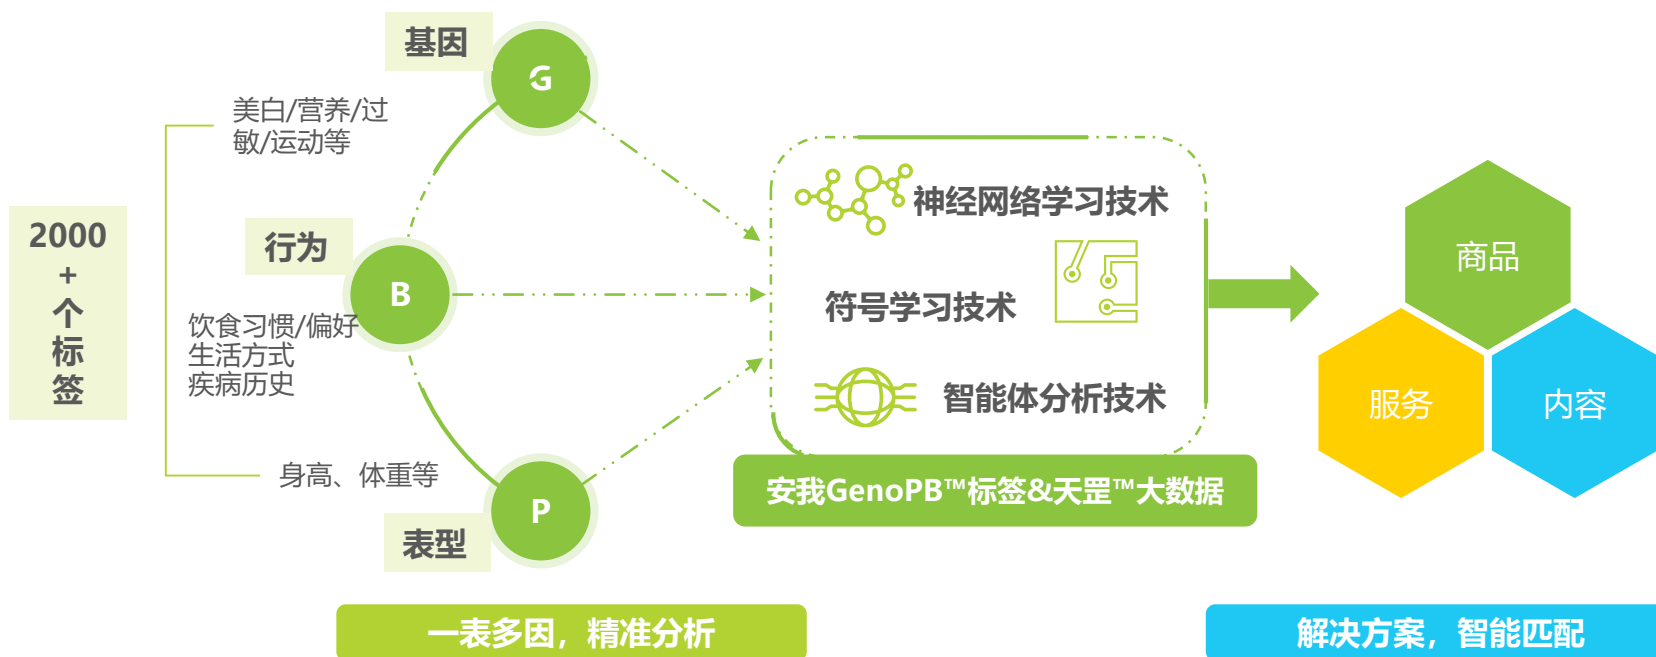 基因
G
美白/营养/过
敏/运动等
2000
+
个
标
签
行为
B
饮食习惯/偏好
生活方式
疾病历史
身高、体重等
P
表型
神经网络学习技术
符号学习技术
智能体分析技术
安我GenoPB™标签&天罡™大数据
商品
服务
内容
一表多因，精准分析
解决方案，智能匹配